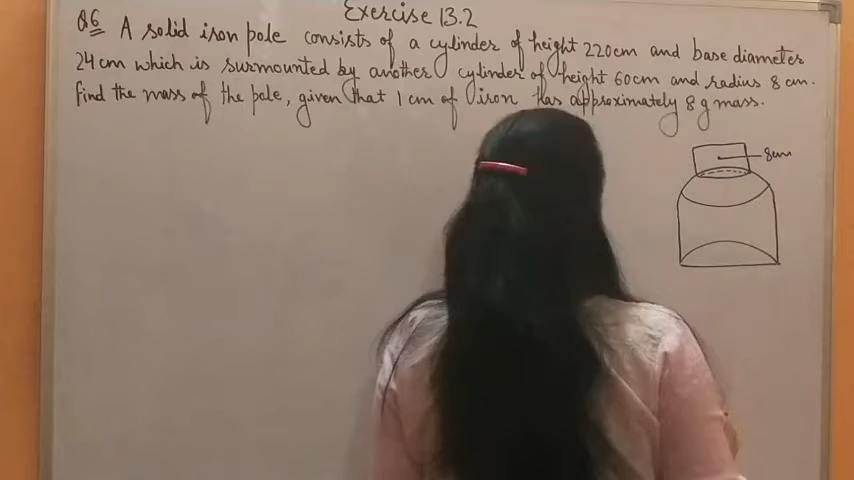 Exercise 13.2
Q6 A solid iron pole consists of a cylinder of height 220cm and base diameter
24cm which is surmounted by another cylinder of height 60cm and radius 8cm.
find the mass of the pole, given that 1 cm of iron has approximately 8 g mass.
8cm